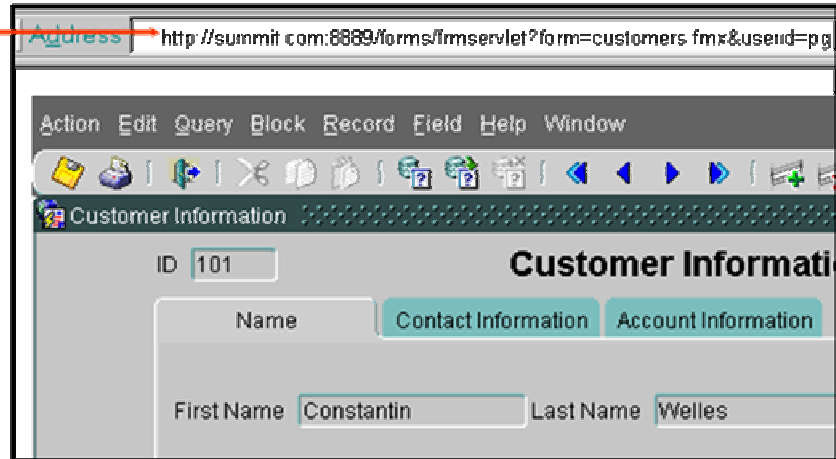 Address http://summit.com:8889/forms/frmservlet?form=customers.fmx&userid=pg
Action Edit Query Block Record Field Help Window
Customer Information
ID 101 Customer Informati
Name Contact Information Account Information
First Name Constantin Last Name Welles